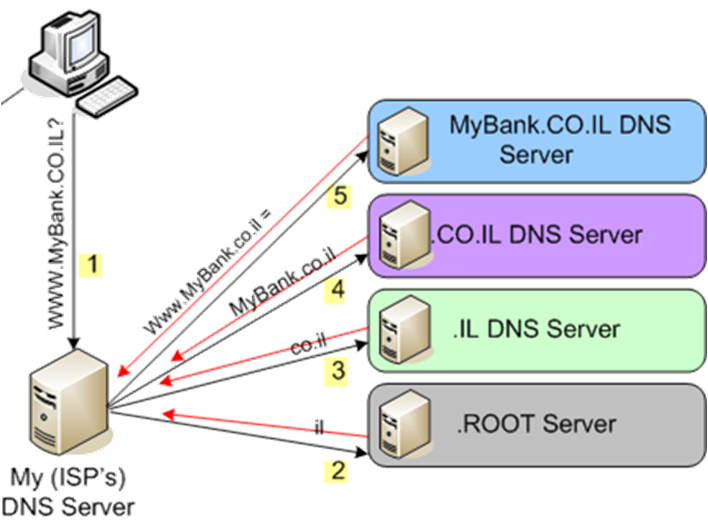 WWW.MyBank.CO.IL?
1
MyBank.CO.IL DNS
Server
5
Www.MyBank.co.il =
.CO.IL DNS Server
MyBank.co.il
4
.IL DNS Server
co.il
3
.ROOT Server
il
2
My (ISP's)
DNS Server